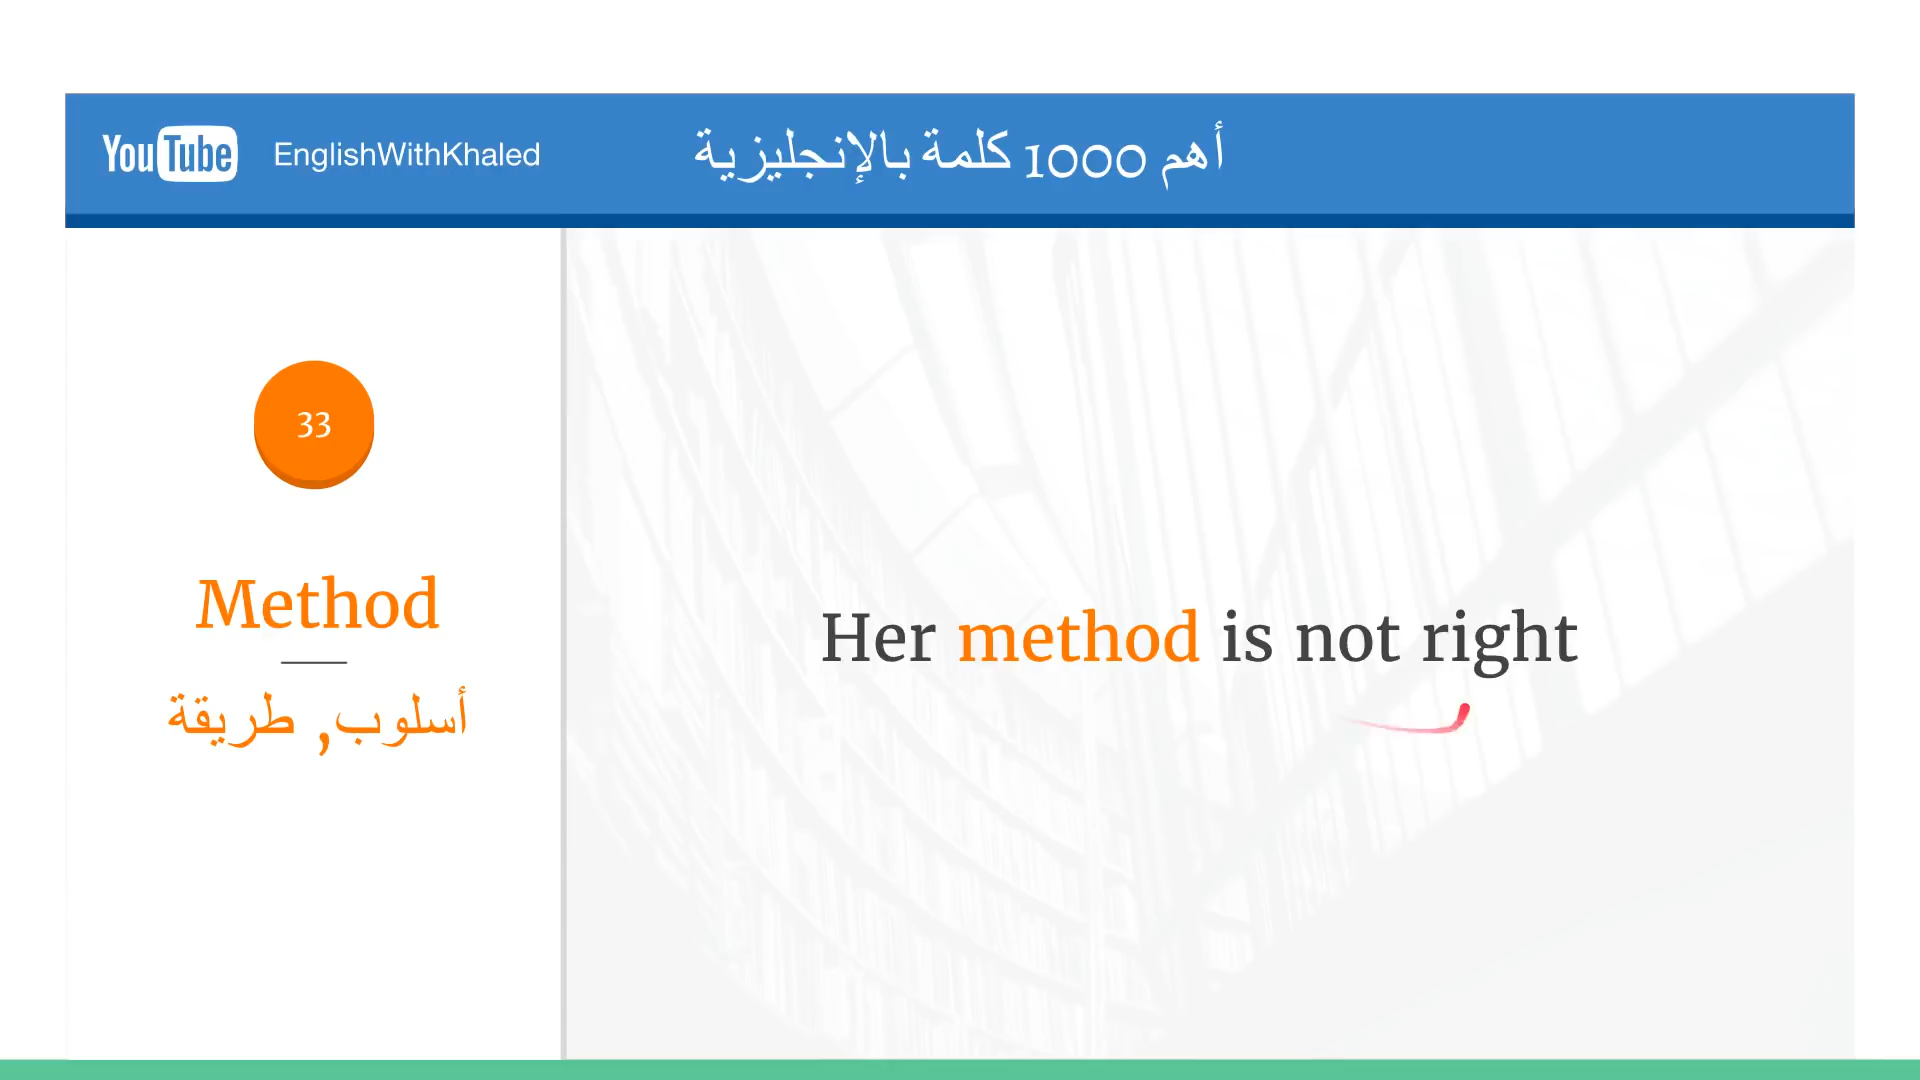 YouTube
EnglishWithKhaled
أهم 1000 كلمة بالإنجليزية
33
Method
أسلوب, طريقة
Her method is not right